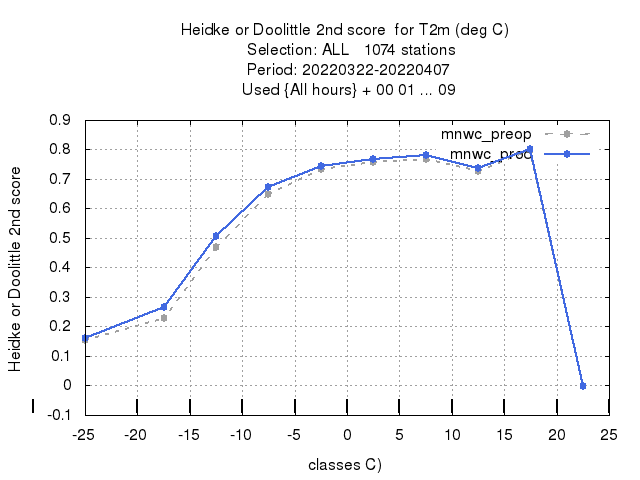 Heidke or Doolittle 2nd score  for T2m (deg C)
Selection: ALL   1074 stations
Period: 20220322-20220407
Used {All hours} + 00 01 ... 09
mnwc_preop
mnwc_prod
Heidke or Doolittle 2nd score
0.9
0.8
0.7
0.6
0.5
0.4
0.3
0.2
0.1
0
-0.1
-25 -20 -15 -10 -5 0 5 10 15 20 25
classes C)